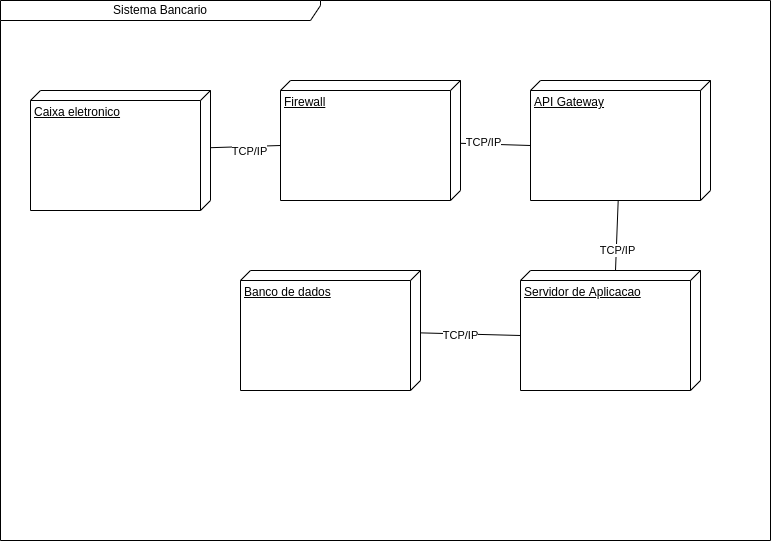 Sistema Bancario
Caixa eletronico
TCP/IP
Firewall
TCP/IP
API Gateway
TCP/IP
Banco de dados
TCP/IP
Servidor de Aplicacao